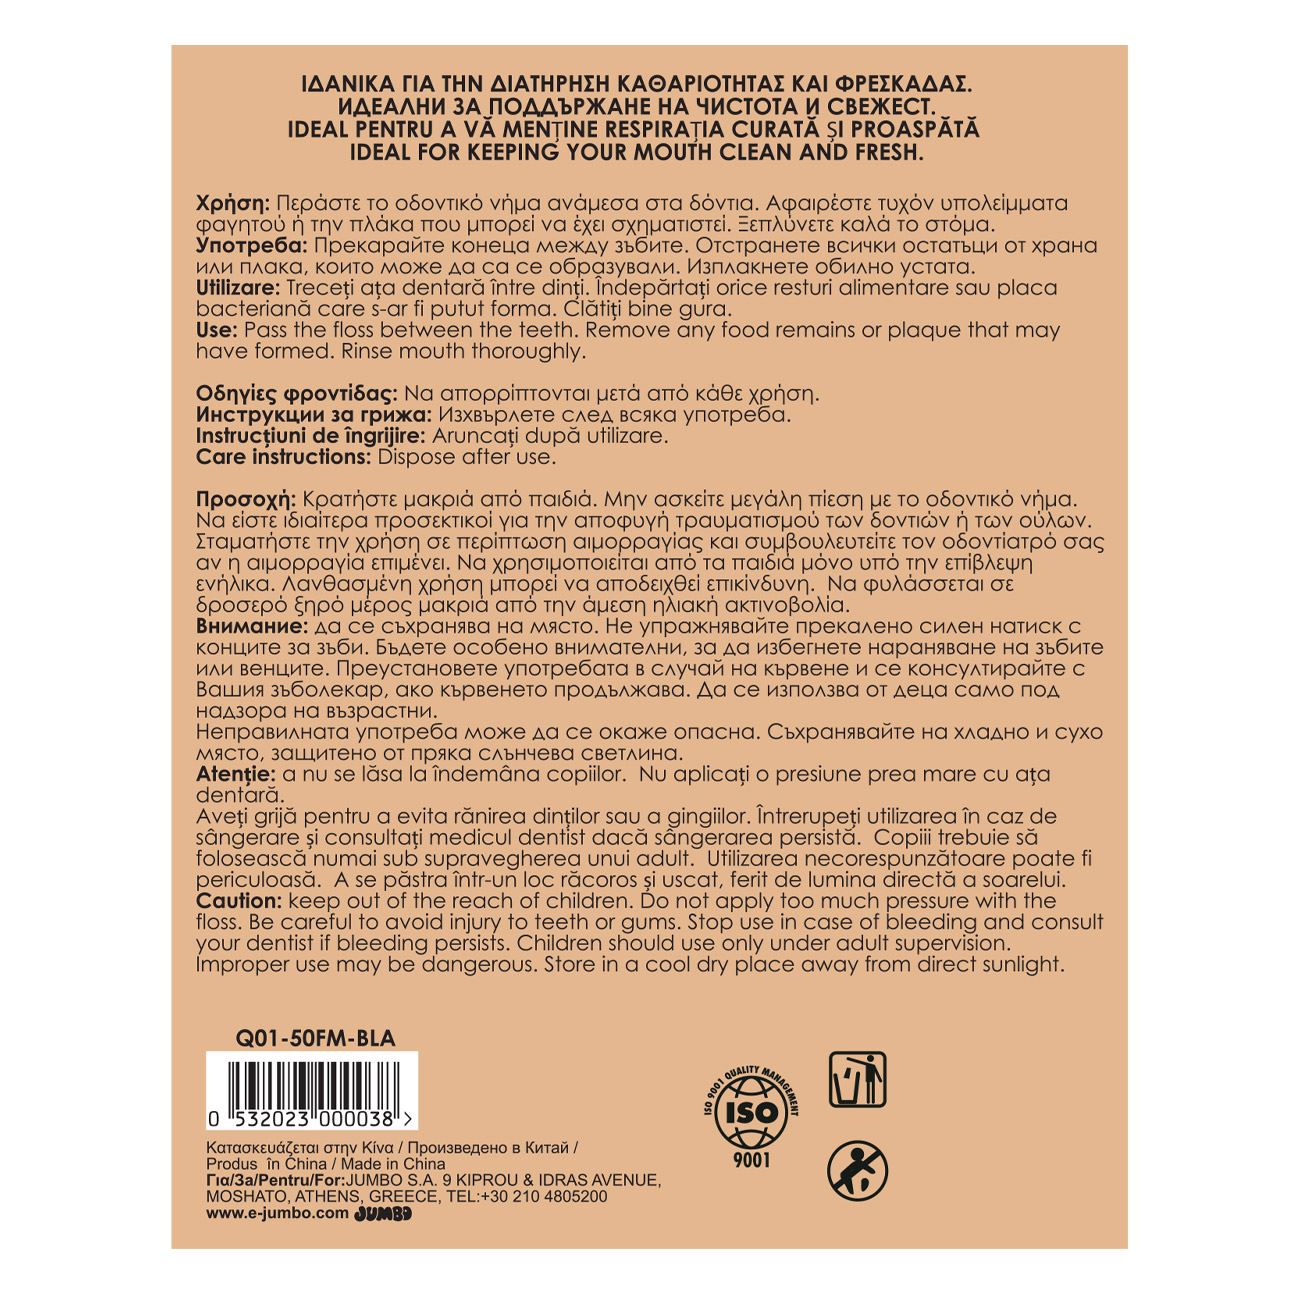 ΙΔΑΝΙΚΑ ΓΙΑ ΤΗΝ ΔΙΑΤΗΡΗΣΗ ΚΑΘΑΡΙΟΤΗΤΑΣ ΚΑΙ ΦΡΕΣΚΑΔΑΣ.
ИДЕАЛНИ ЗА ПОДДЪРЖАНЕ НА ЧИСТОТА И СВЕЖЕСТ.
IDEAL PENTRU A VĂ MENȚINE RESPIRAȚIA CURATĂ ȘI PROASPĂTĂ
IDEAL FOR KEEPING YOUR MOUTH CLEAN AND FRESH.
Χρήση: Περάστε το οδοντικό νήμα ανάμεσα στα δόντια. Αφαιρέστε τυχόν υπολείμματα
φαγητού ή την πλάκα που μπορεί να έχει σχηματιστεί. Ξεπλύνετε καλά το στόμα.
Употреба: Прекарайте конеца между зъбите. Отстранете всички остатъци от храна
или плака, които може да са се образували. Изплакнете обилно устата.
Utilizare: Treceți ața dentară între dinți. Îndepărtați orice resturi alimentare sau placa
bacteriană care s-ar fi putut forma. Clătiți bine gura.
Use: Pass the floss between the teeth. Remove any food remains or plaque that may
have formed. Rinse mouth thoroughly.
Οδηγίες φροντίδας: Να απορρίπτονται μετά από κάθε χρήση.
Инструкции за грижа: Изхвърлете след всяка употреба.
Instrucțiuni de îngrijire: Aruncați după utilizare.
Care instructions: Dispose after use.
Προσοχή: Κρατήστε μακριά από παιδιά. Μην ασκείτε μεγάλη πίεση με το οδοντικό νήμα.
Να είστε ιδιαίτερα προσεκτικοί για την αποφυγή τραυματισμού των δοντιών ή των ούλων.
Σταματήστε την χρήση σε περίπτωση αιμορραγίας και συμβουλευτείτε τον οδοντίατρό σας
αν η αιμορραγία επιμένει. Να χρησιμοποιείται από τα παιδιά μόνο υπό την επίβλεψη
ενήλικα. Λανθασμένη χρήση μπορεί να αποδειχθεί επικίνδυνη.  Να φυλάσσεται σε
δροσερό ξηρό μέρος μακριά από την άμεση ηλιακή ακτινοβολία.
Внимание: да се съхранява на място. Не упражнявайте прекалено силен натиск с
конците за зъби. Бъдете особено внимателни, за да избегнете нараняване на зъбите
или венците. Преустановете употребата в случай на кървене и се консултирайте с
Вашия зъболекар, ако кървенето продължава. Да се използва от деца само под
надзора на възрастни.
Неправилната употреба може да се окаже опасна. Съхранявайте на хладно и сухо
място, защитено от пряка слънчева светлина.
Atenție: a nu se lăsa la îndemâna copiilor.  Nu aplicați o presiune prea mare cu ața
dentară.
Aveți grijă pentru a evita rănirea dinților sau a gingiilor. Întrerupeți utilizarea în caz de
sângerare și consultați medicul dentist dacă sângerarea persistă.  Copiii trebuie să
folosească numai sub supravegherea unui adult.  Utilizarea necorespunzătoare poate fi
periculoasă.  A se păstra într-un loc răcoros și uscat, ferit de lumina directă a soarelui.
Caution: keep out of the reach of children. Do not apply too much pressure with the
floss. Be careful to avoid injury to teeth or gums. Stop use in case of bleeding and consult
your dentist if bleeding persists. Children should use only under adult supervision.
Improper use may be dangerous. Store in a cool dry place away from direct sunlight.
Q01-50FM-BLA
0 532023 000038 >
Κατασκευάζεται στην Κίνα / Произведено в Китай /
Produs  în China / Made in China
Για/За/Pentru/For:JUMBO S.A. 9 KIPROU & IDRAS AVENUE,
MOSHATO, ATHENS, GREECE, TEL:+30 210 4805200
www.e-jumbo.com JUMBO
ISO 9001 QUALITY MANAGEMENT
ISO
9001